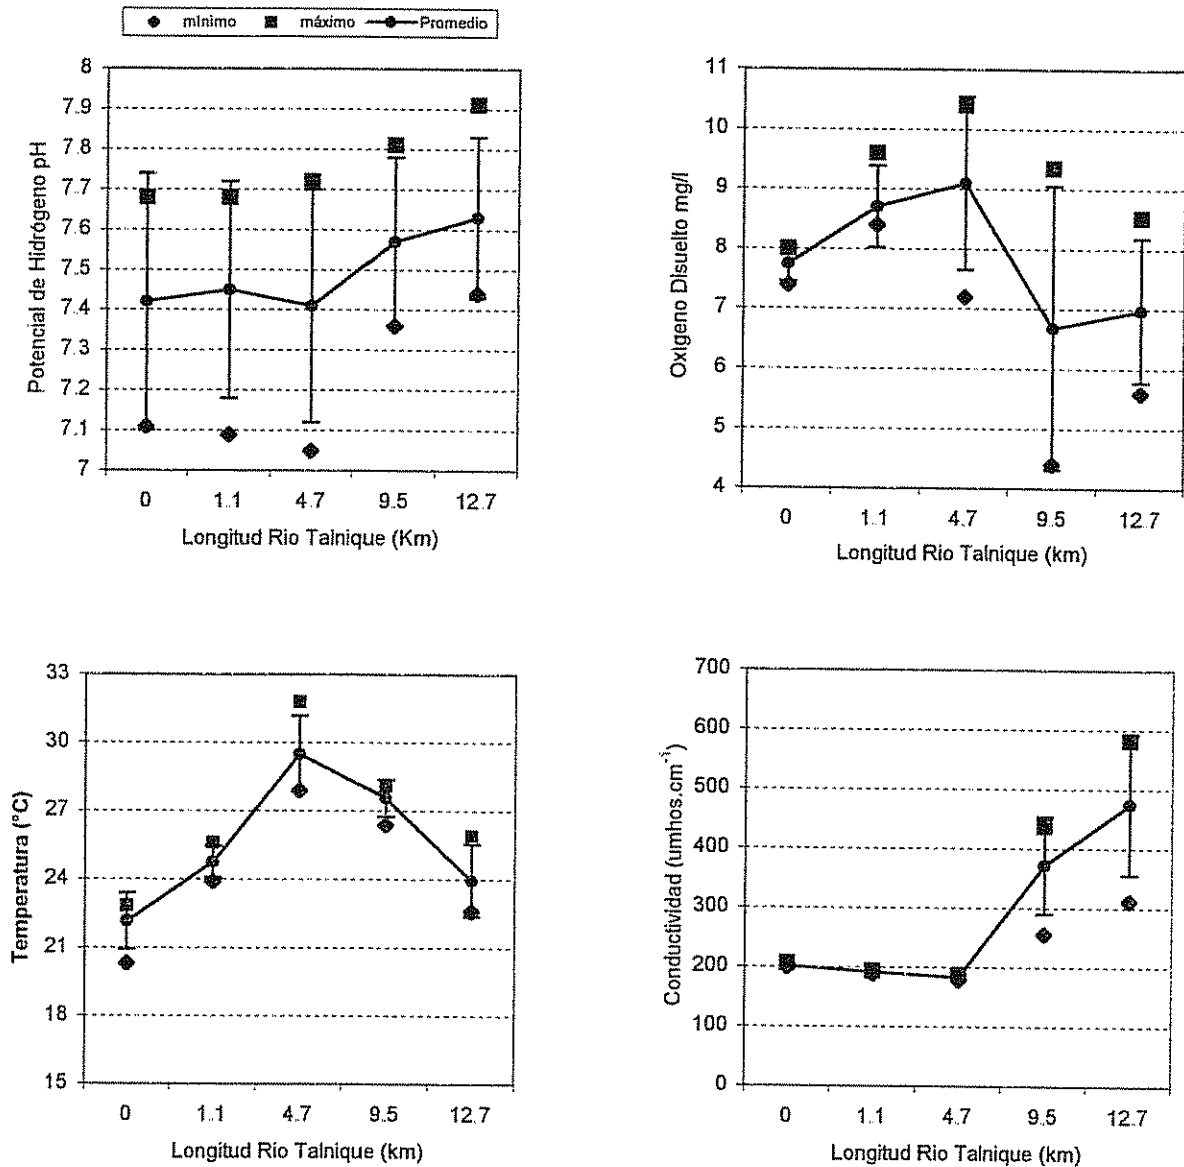 mínimo máximo Promedio
8
7.9
7.8
7.7
7.6
7.5
7.4
7.3
7.2
7.1
7
Potencial de Hidrógeno pH
0 1.1 4.7 9.5 12.7
Longitud Rio Talnique (Km)
11
10
9
8
7
6
5
4
Oxigeno Disuelto mg/l
0 1.1 4.7 9.5 12.7
Longitud Rio Talnique (km)
33
30
27
24
21
18
15
Temperatura (°C)
0 1.1 4.7 9.5 12.7
Longitud Rio Talnique (km)
700
600
500
400
300
200
100
0
Conductividad (umhos.cm⁻¹)
0 1.1 4.7 9.5 12.7
Longitud Rio Talnique (km)